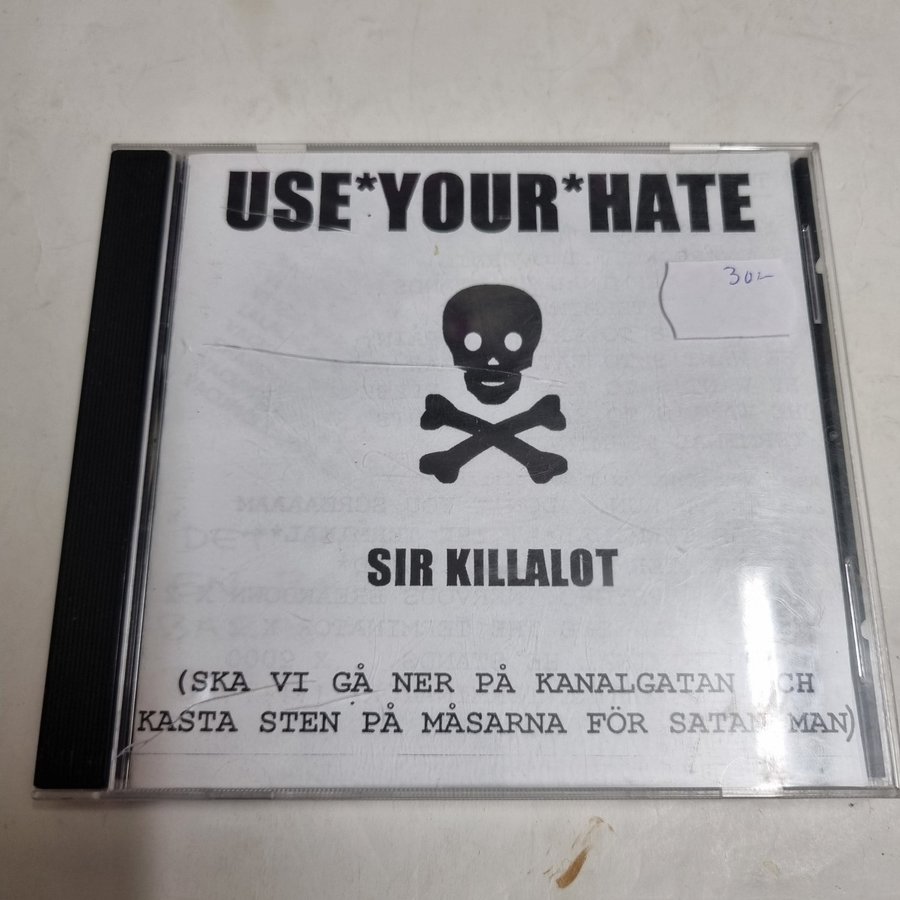 USE*YOUR*HATE
30:-
SIR KILLALOT
(SKA VI GÅ NER PÅ KANALGATAN OCH
KASTA STEN PÅ MÅSARNA FÖR SATAN MAN)